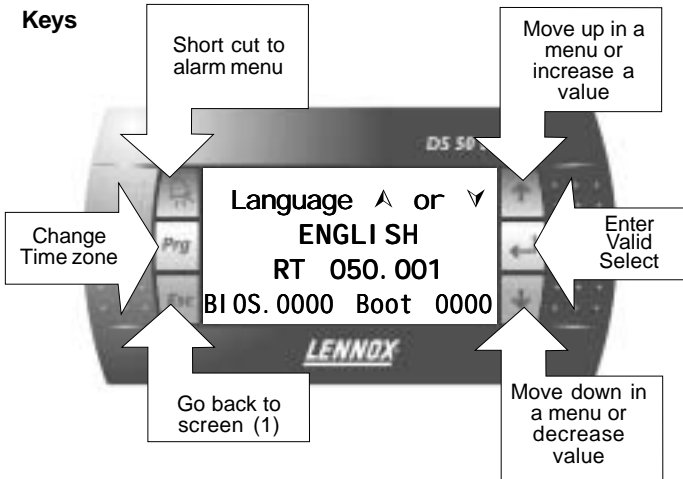 Keys
Short cut to
alarm menu
Move up in a
menu or
increase a
value
DS 50
Change
Time zone
Prg
Language ⋏ or ⋎
ENGLISH
RT 050.001
BIOS.0000 Boot 0000
Enter
Valid
Select
Esc
LENNOX
Go back to
screen (1)
Move down in
a menu or
decrease
value